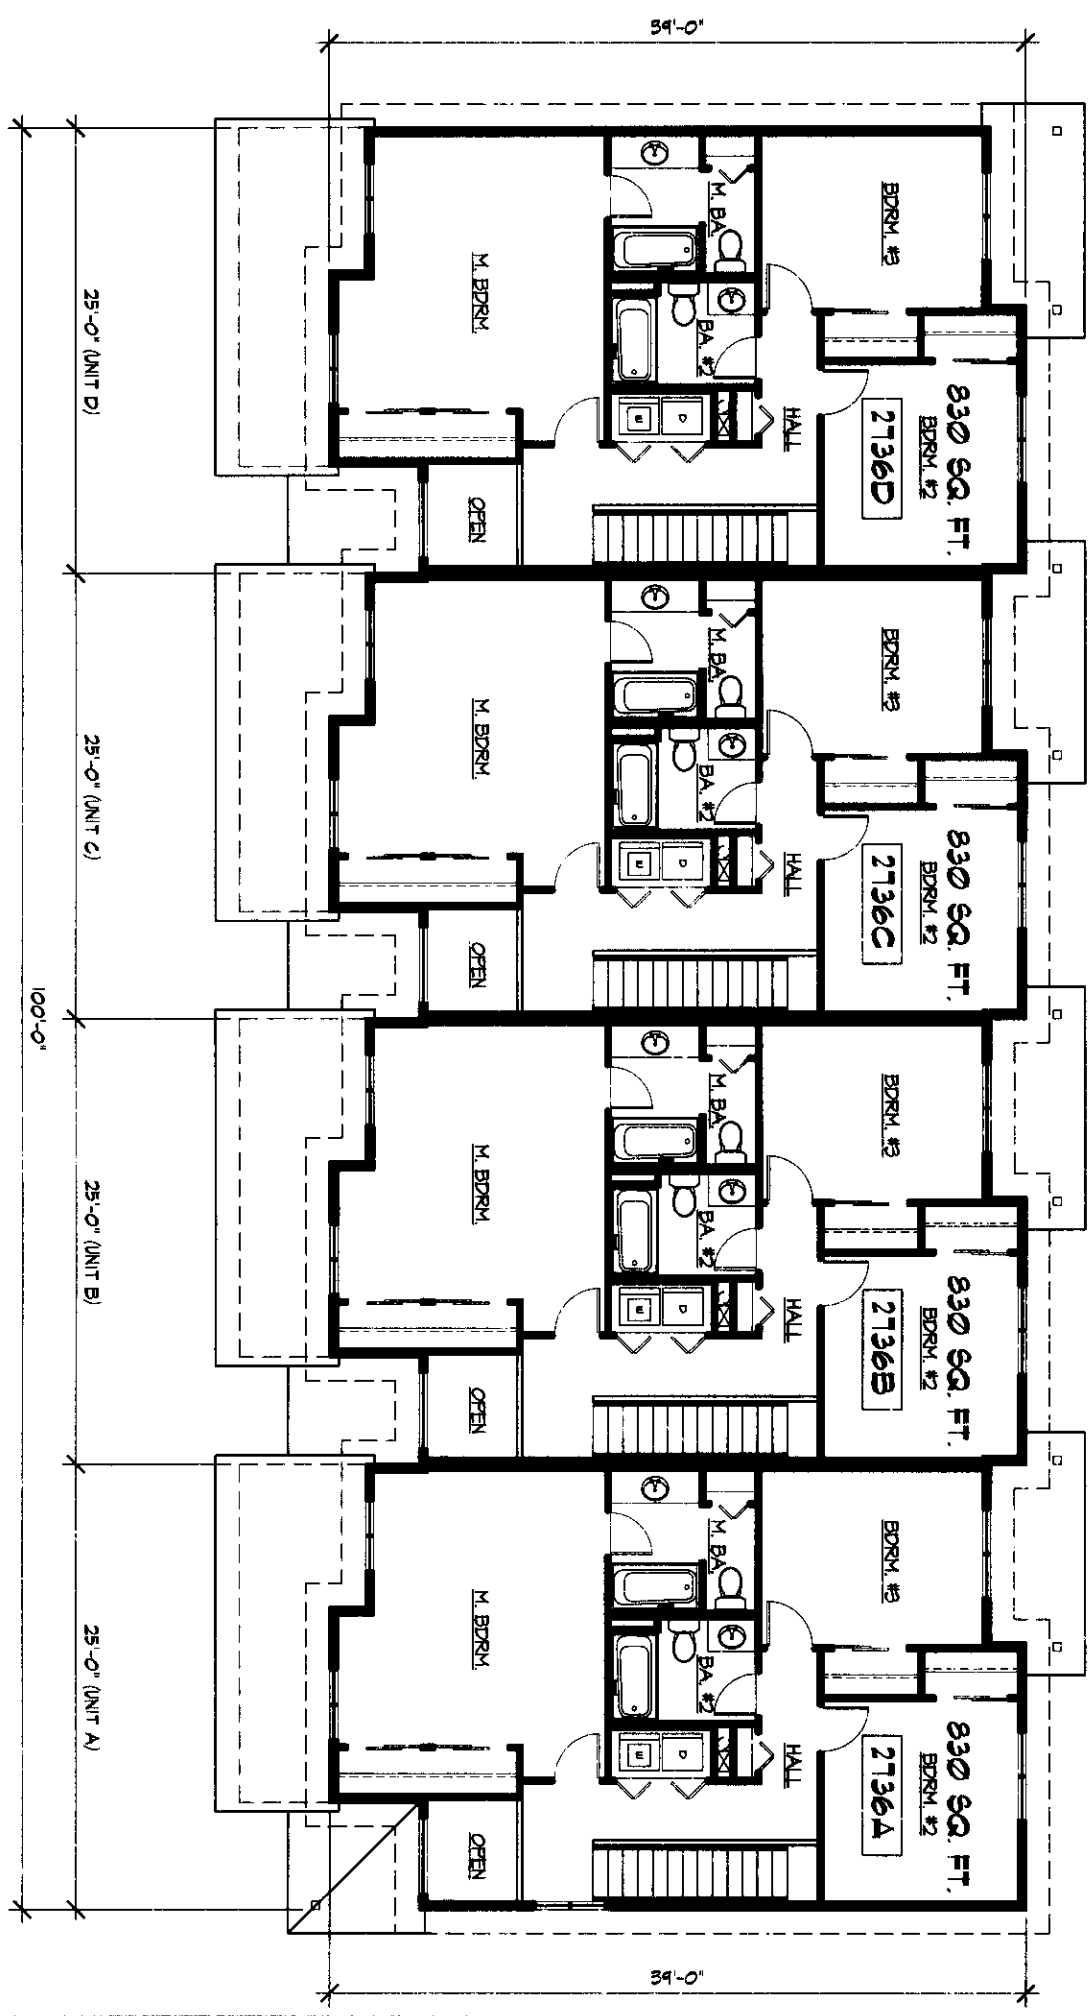 39'-0"
BDRM. #3
M. BA.
M. BDRM.
BA. #2
830 SQ. FT.
BDRM. #2
2736D
HALL
D
W
OPEN
25'-0" (UNIT D)
BDRM. #3
M. BA.
M. BDRM.
BA. #2
830 SQ. FT.
BDRM. #2
2736C
HALL
D
W
OPEN
25'-0" (UNIT C)
100'-0"
BDRM. #3
M. BA.
M. BDRM.
BA. #2
830 SQ. FT.
BDRM. #2
2736B
HALL
D
W
OPEN
25'-0" (UNIT B)
BDRM. #3
M. BA.
M. BDRM.
BA. #2
830 SQ. FT.
BDRM. #2
2736A
HALL
D
W
OPEN
25'-0" (UNIT A)
39'-0"